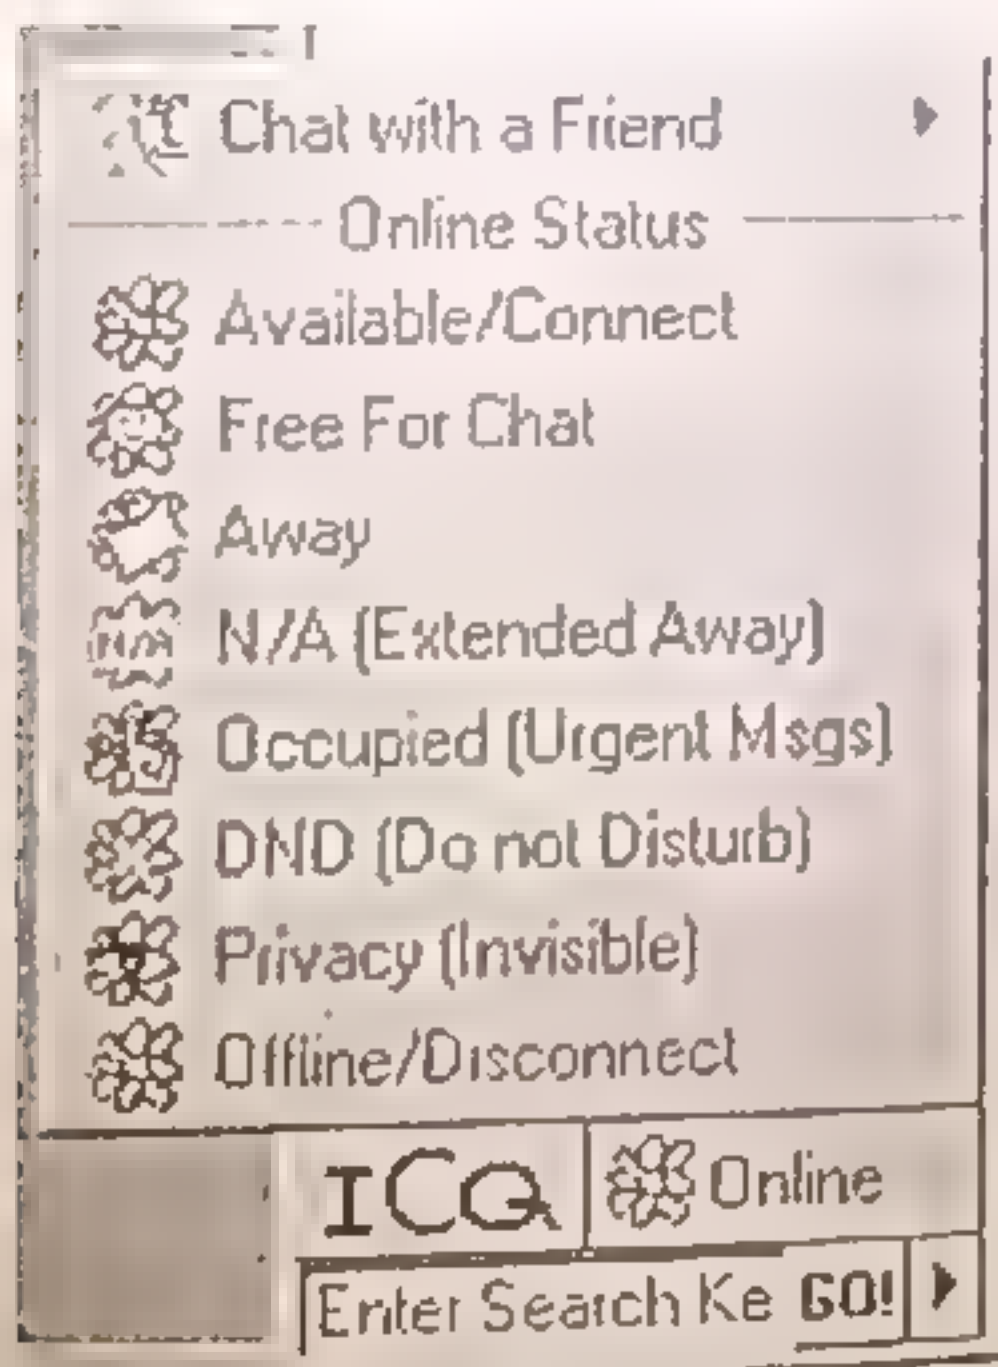 Chat with a Friend
Online Status
Available/Connect
Free For Chat
Away
N/A (Extended Away)
Occupied (Urgent Msgs)
DND (Do not Disturb)
Privacy (Invisible)
Offline/Disconnect
ICQ Online
Enter Search Ke GO!